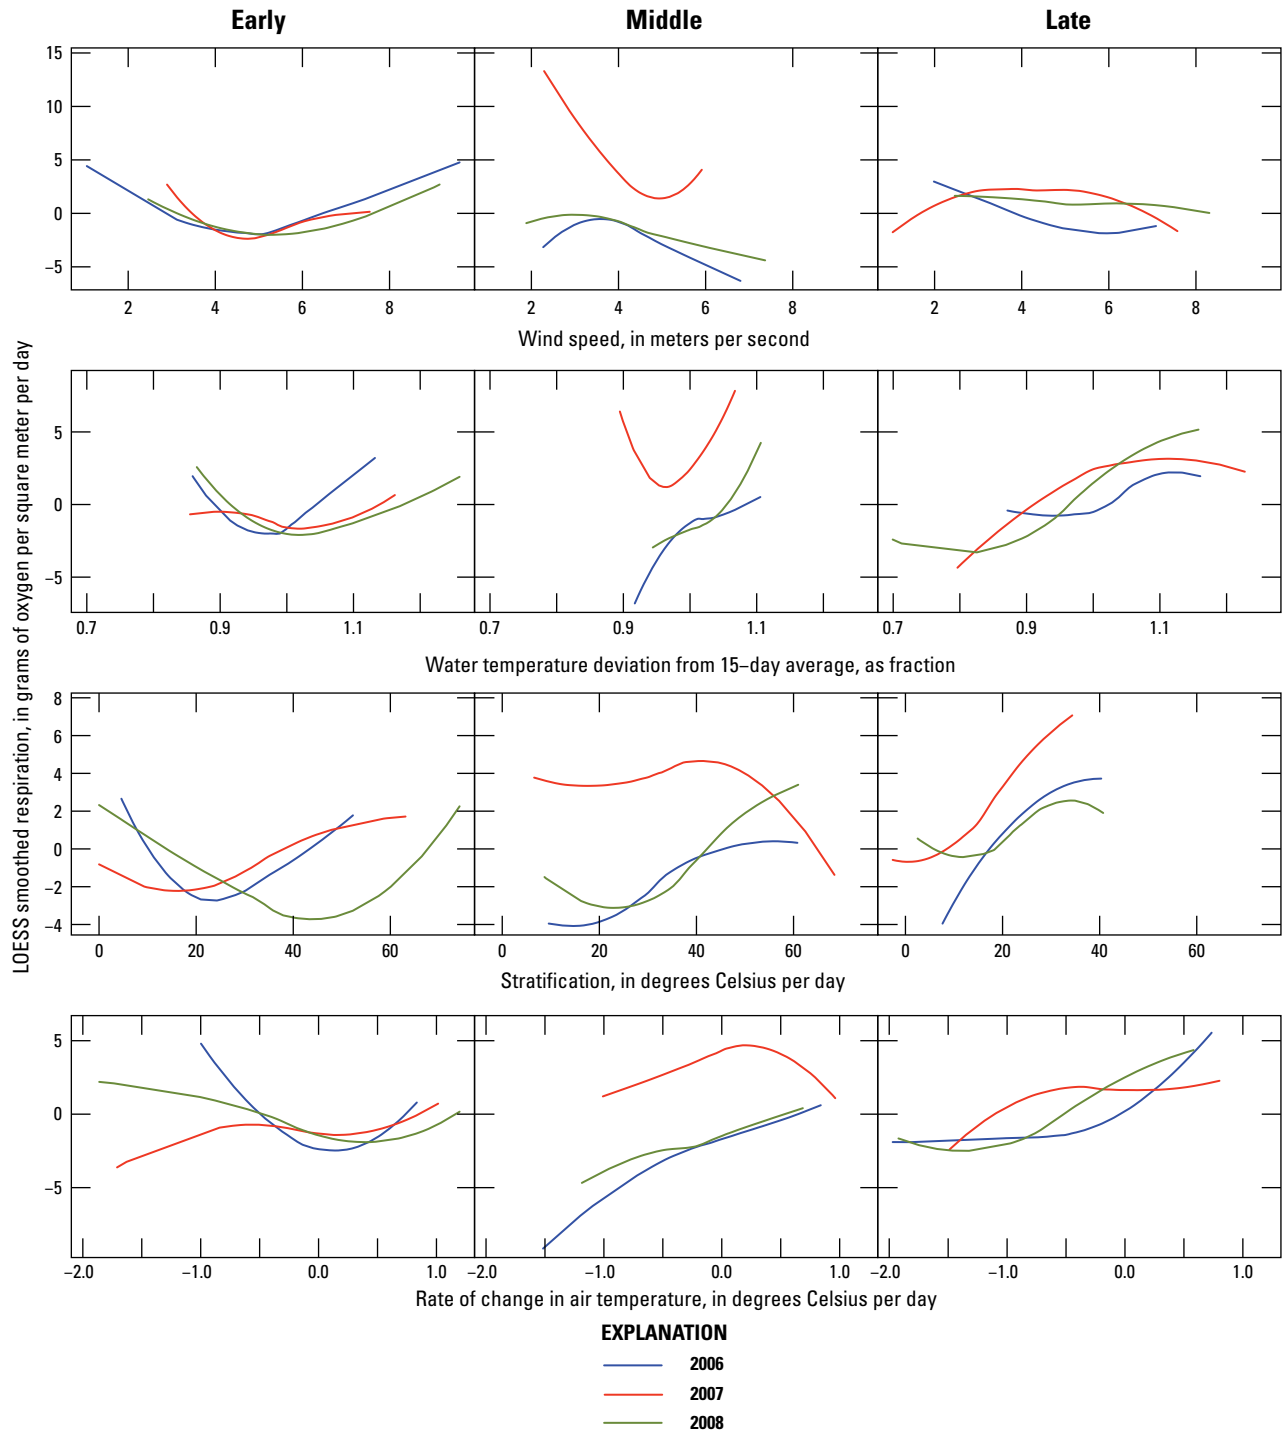 Early Middle Late
15
10
5
0
−5
2 4 6 8 2 4 6 8 2 4 6 8
Wind speed, in meters per second
5
0
−5
0.7 0.9 1.1 0.7 0.9 1.1 0.7 0.9 1.1
Water temperature deviation from 15−day average, as fraction
LOESS smoothed respiration, in grams of oxygen per square meter per day
8
6
4
2
0
−2
−4
0 20 40 60 0 20 40 60 0 20 40 60
Stratification, in degrees Celsius per day
5
0
−5
−2.0 −1.0 0.0 1.0 −2.0 −1.0 0.0 1.0 −2.0 −1.0 0.0 1.0
Rate of change in air temperature, in degrees Celsius per day
EXPLANATION
2006
2007
2008